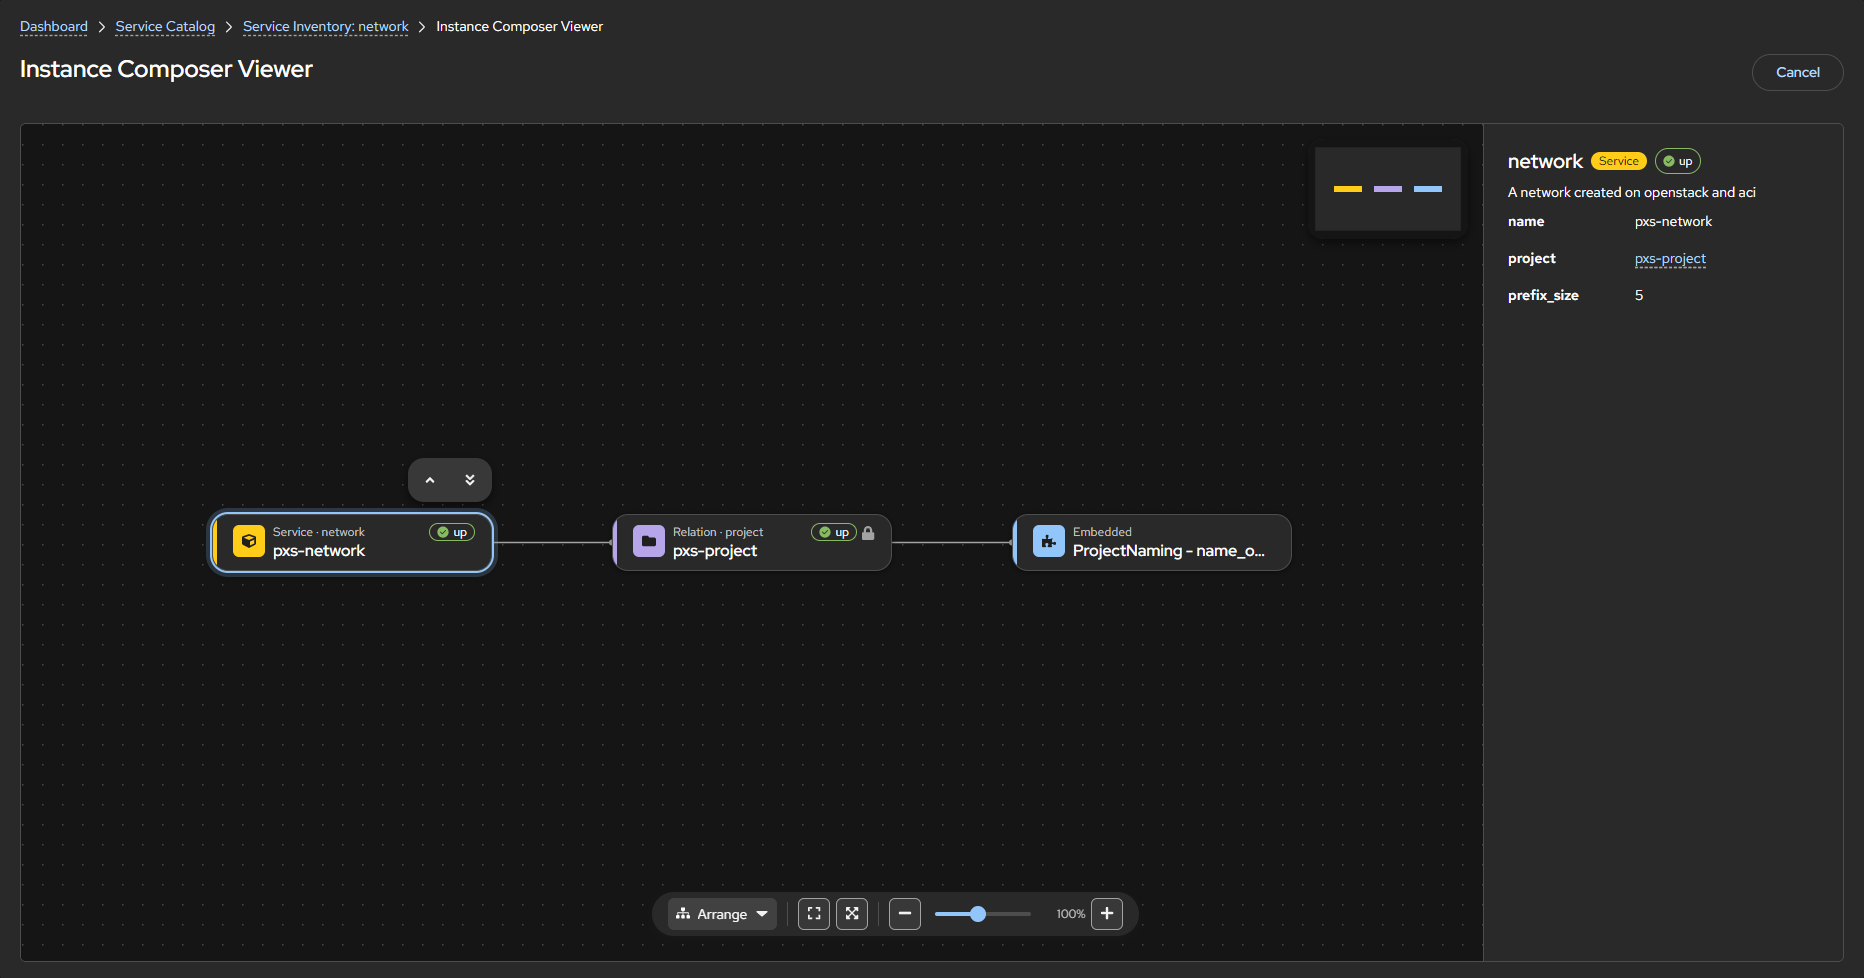 Dashboard > Service Catalog > Service Inventory: network > Instance Composer Viewer
Instance Composer Viewer
Cancel
network Service up
A network created on openstack and aci
name pxs-network
project pxs-project
prefix_size 5
Service · network up
pxs-network
Relation · project up
pxs-project
Embedded
ProjectNaming - name_o...
Arrange 100%